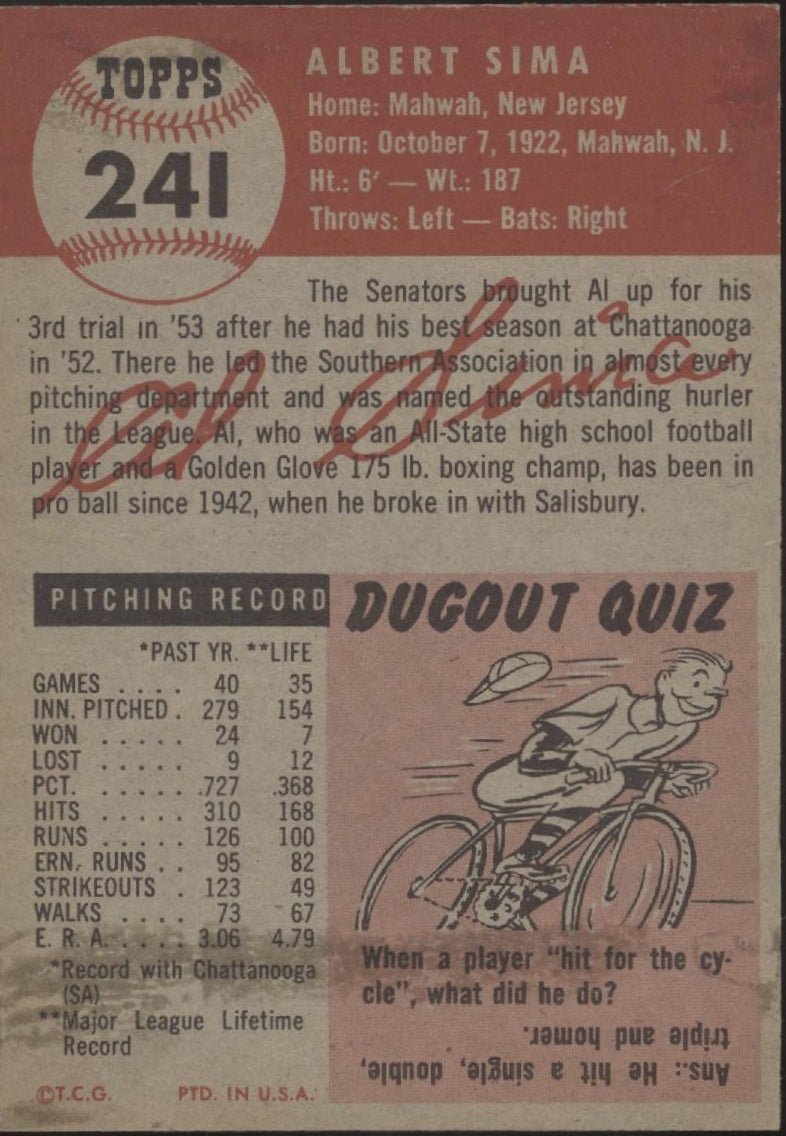 TOPPS
241
ALBERT SIMA
Home: Mahwah, New Jersey
Born: October 7, 1922, Mahwah, N. J.
Ht.: 6' — Wt.: 187
Throws: Left — Bats: Right
The Senators brought Al up for his
3rd trial in '53 after he had his best season at Chattanooga
in '52. There he led the Southern Association in almost every
pitching department and was named the outstanding hurler
in the League. Al, who was an All-State high school football
player and a Golden Glove 175 lb. boxing champ, has been in
pro ball since 1942, when he broke in with Salisbury.
Al Sima
PITCHING RECORD
*PAST YR. **LIFE
GAMES . . . . 40 35
INN. PITCHED . 279 154
WON . . . . . 24 7
LOST . . . . . 9 12
PCT. . . . . . .727 .368
HITS . . . . . 310 168
RUNS . . . . . 126 100
ERN. RUNS . . 95 82
STRIKEOUTS . 123 49
WALKS . . . . 73 67
E. R. A. . . . . 3.06 4.79
*Record with Chattanooga
(SA)
**Major League Lifetime
Record
©T.C.G. PTD. IN U.S.A.
DUGOUT QUIZ
When a player "hit for the cy-
cle", what did he do?
Ans.: He hit a single, double,
triple and homer.